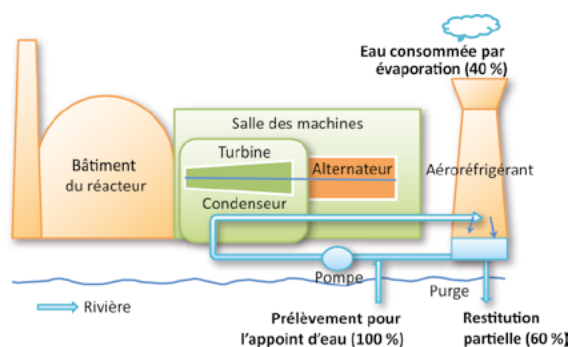 Eau consommée par
évaporation (40 %)
Salle des machines
Turbine
Bâtiment
du réacteur
Alternateur
Aéroréfrigérant
Condenseur
Pompe
Purge
Rivière
Prélèvement pour
l'appoint d'eau (100 %)
Restitution
partielle (60 %)